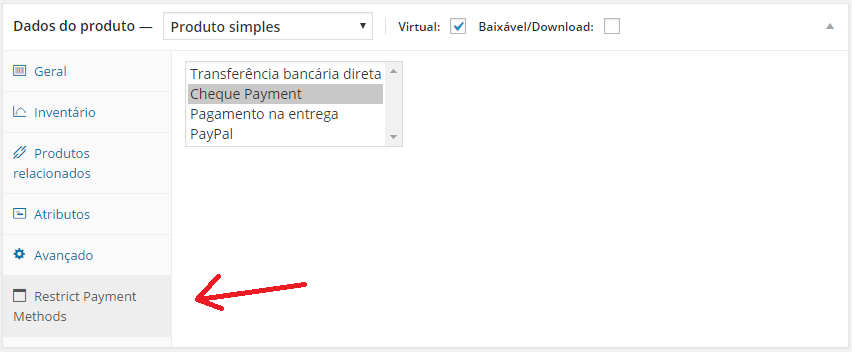 Dados do produto — Produto simples Virtual: Baixável/Download:
Geral
Inventário
Produtos
relacionados
Atributos
Avançado
Restrict Payment
Methods
Transferência bancária direta
Cheque Payment
Pagamento na entrega
PayPal